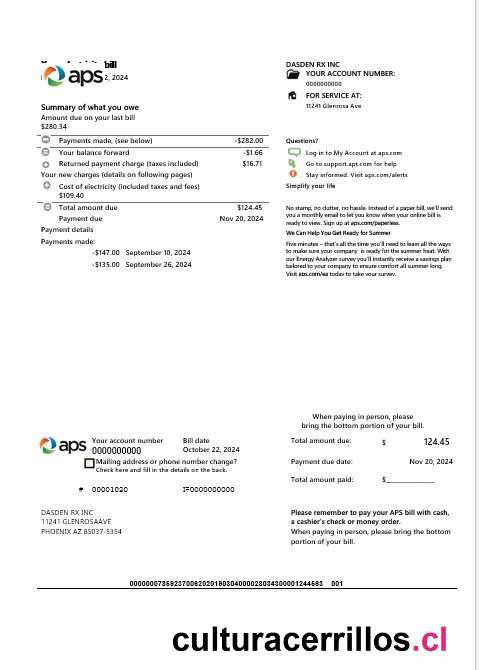 bill
aps 2, 2024
Summary of what you owe
Amount due on your last bill
$280.34
Payments made, (see below) -$282.00
Your balance forward -$1.66
Returned payment charge (taxes included) $16.71
Your new charges (details on following pages)
Cost of electricity (included taxes and fees)
$109.40
Total amount due $124.45
Payment due Nov 20, 2024
Payment details
Payments made:
-$147.00 September 10, 2024
-$135.00 September 26, 2024
DASDEN RX INC
YOUR ACCOUNT NUMBER:
0000000000
FOR SERVICE AT:
11241 Glenrosa Ave
Questions?
Log in to My Account at aps.com
Go to support.apt.com for help
Stay informed. Visit aps.com/alerts
Simplify your life
No stamp, no clutter, no hassle. Instead of a paper bill, we'll send
you a monthly email to let you know when your online bill is
ready to view. Sign up at aps.com/paperless.
We Can Help You Get Ready for Summer
Five minutes – that's all the time you'll need to learn all the ways
to make sure your company is ready for the summer heat. With
our Energy Analyzer survey you'll instantly receive a savings plan
tailored to your company to ensure comfort all summer long.
Visit aps.com/ea today to take your survey.
When paying in person, please
bring the bottom portion of your bill.
aps
Your account number Bill date
0000000000 October 22, 2024
Mailing address or phone number change?
Check here and fill in the details on the back.
# 00001020 I=0000000000
Total amount due: $ 124.45
Payment due date: Nov 20, 2024
Total amount paid: $
DASDEN RX INC
11241 GLENROSAAVE
PHOENIX AZ 85037-5354
Please remember to pay your APS bill with cash,
a cashier's check or money order.
When paying in person, please bring the bottom
portion of your bill.
001
culturacerrillos.cl